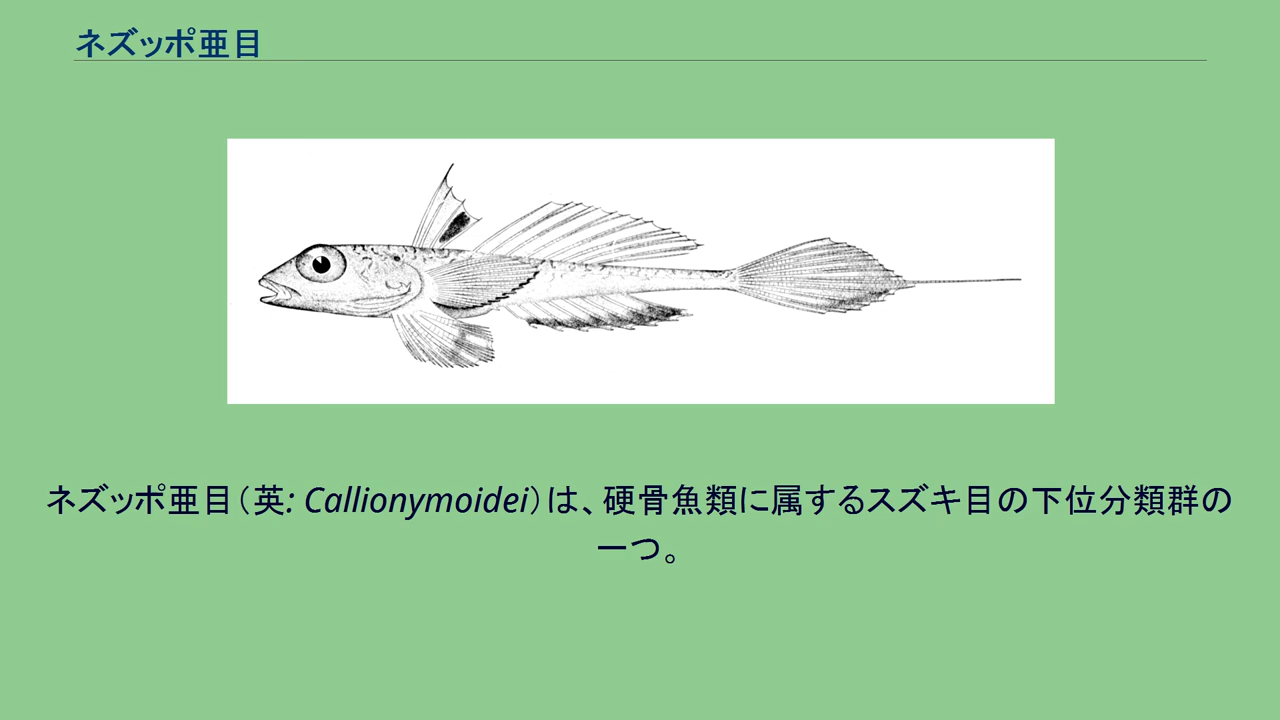 ネズッポ亜目
ネズッポ亜目（英: Callionymoidei）は、硬骨魚類に属するスズキ目の下位分類群の
一つ。